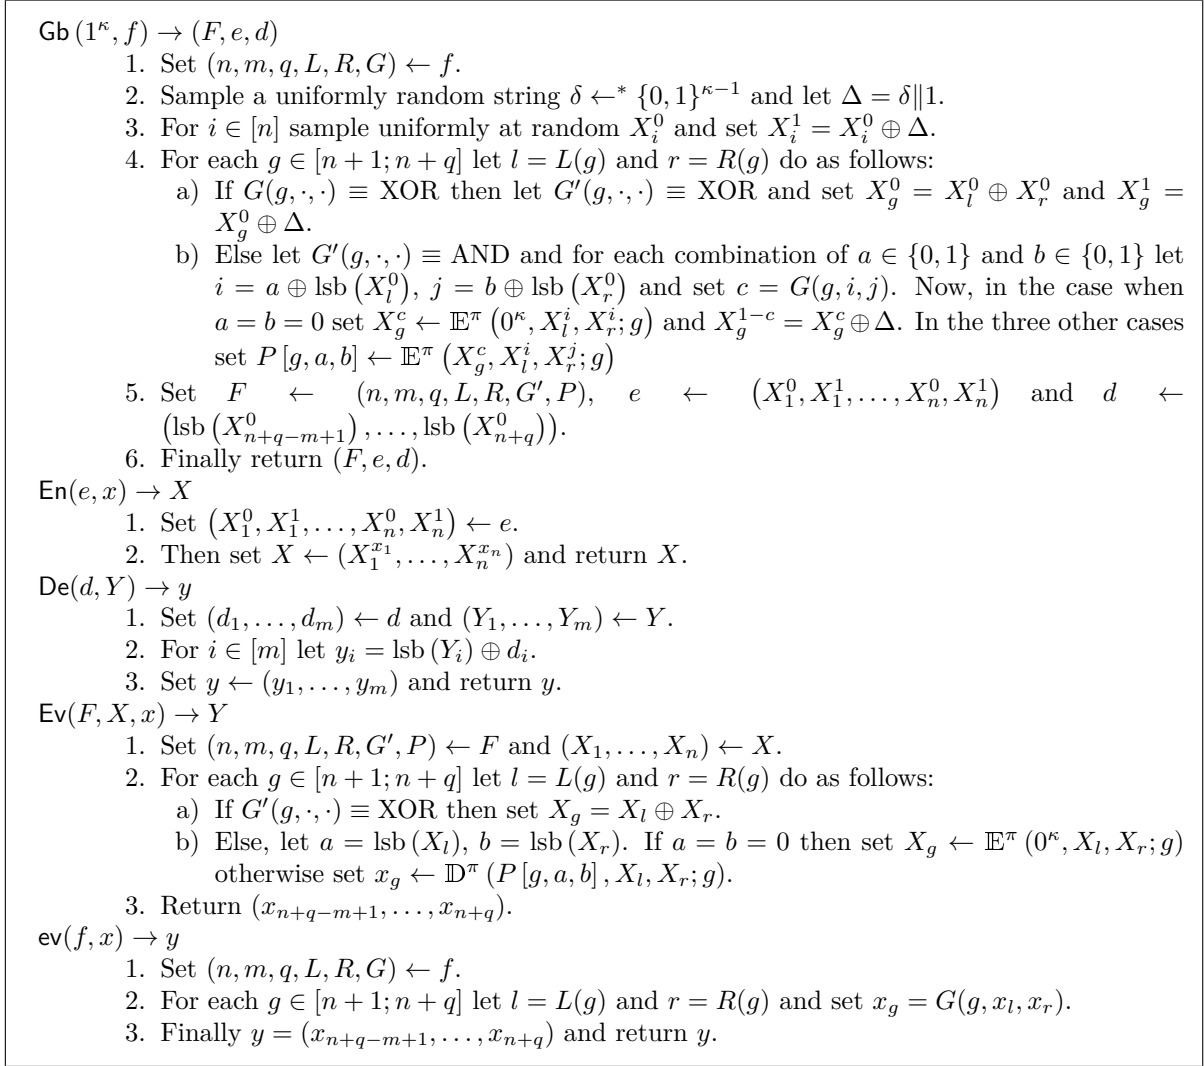 Gb (1^κ, f) → (F, e, d)
1. Set (n, m, q, L, R, G) ← f.
2. Sample a uniformly random string δ ←* {0, 1}^{κ−1} and let Δ = δ∥1.
3. For i ∈ [n] sample uniformly at random X_i^0 and set X_i^1 = X_i^0 ⊕ Δ.
4. For each g ∈ [n + 1; n + q] let l = L(g) and r = R(g) do as follows:
a) If G(g, ·, ·) ≡ XOR then let G′(g, ·, ·) ≡ XOR and set X_g^0 = X_l^0 ⊕ X_r^0 and X_g^1 =
X_g^0 ⊕ Δ.
b) Else let G′(g, ·, ·) ≡ AND and for each combination of a ∈ {0, 1} and b ∈ {0, 1} let
i = a ⊕ lsb (X_l^0), j = b ⊕ lsb (X_r^0) and set c = G(g, i, j). Now, in the case when
a = b = 0 set X_g^c ← 𝔼^π (0^κ, X_l^i, X_r^i; g) and X_g^{1−c} = X_g^c ⊕ Δ. In the three other cases
set P [g, a, b] ← 𝔼^π (X_g^c, X_l^i, X_r^j; g)
5. Set F ← (n, m, q, L, R, G′, P), e ← (X_1^0, X_1^1, . . . , X_n^0, X_n^1) and d ←
(lsb (X_{n+q−m+1}^0), . . . , lsb (X_{n+q}^0)).
6. Finally return (F, e, d).
En(e, x) → X
1. Set (X_1^0, X_1^1, . . . , X_n^0, X_n^1) ← e.
2. Then set X ← (X_1^{x_1}, . . . , X_n^{x_n}) and return X.
De(d, Y) → y
1. Set (d_1, . . . , d_m) ← d and (Y_1, . . . , Y_m) ← Y.
2. For i ∈ [m] let y_i = lsb (Y_i) ⊕ d_i.
3. Set y ← (y_1, . . . , y_m) and return y.
Ev(F, X, x) → Y
1. Set (n, m, q, L, R, G′, P) ← F and (X_1, . . . , X_n) ← X.
2. For each g ∈ [n + 1; n + q] let l = L(g) and r = R(g) do as follows:
a) If G′(g, ·, ·) ≡ XOR then set X_g = X_l ⊕ X_r.
b) Else, let a = lsb (X_l), b = lsb (X_r). If a = b = 0 then set X_g ← 𝔼^π (0^κ, X_l, X_r; g)
otherwise set x_g ← 𝔻^π (P [g, a, b] , X_l, X_r; g).
3. Return (x_{n+q−m+1}, . . . , x_{n+q}).
ev(f, x) → y
1. Set (n, m, q, L, R, G) ← f.
2. For each g ∈ [n + 1; n + q] let l = L(g) and r = R(g) and set x_g = G(g, x_l, x_r).
3. Finally y = (x_{n+q−m+1}, . . . , x_{n+q}) and return y.